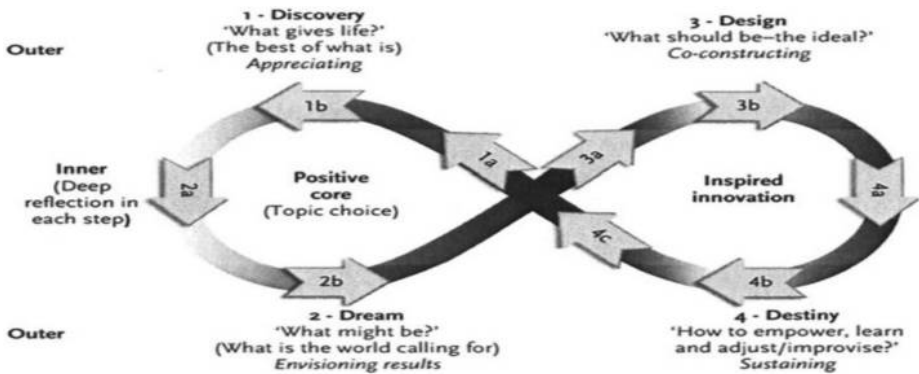 1 - Discovery
'What gives life?'
(The best of what is)
Appreciating
3 - Design
'What should be–the ideal?'
Co-constructing
Outer
1b
3b
1a
3a
2a
Inner
(Deep
reflection in
each step)
Positive
core
(Topic choice)
Inspired
innovation
4a
4c
2b
4b
Outer
2 - Dream
'What might be?'
(What is the world calling for)
Envisioning results
4 - Destiny
'How to empower, learn
and adjust/improvise?'
Sustaining